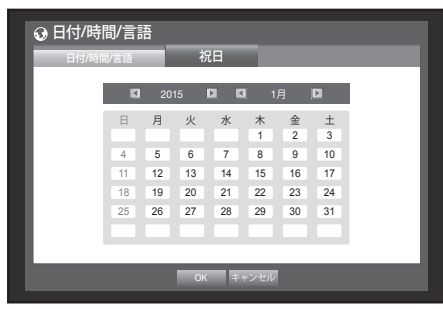 日付/時間/言語
日付/時間/言語 祝日
2015 1月
日 月 火 水 木 金 土
1 2 3
4 5 6 7 8 9 10
11 12 13 14 15 16 17
18 19 20 21 22 23 24
25 26 27 28 29 30 31
OK キャンセル